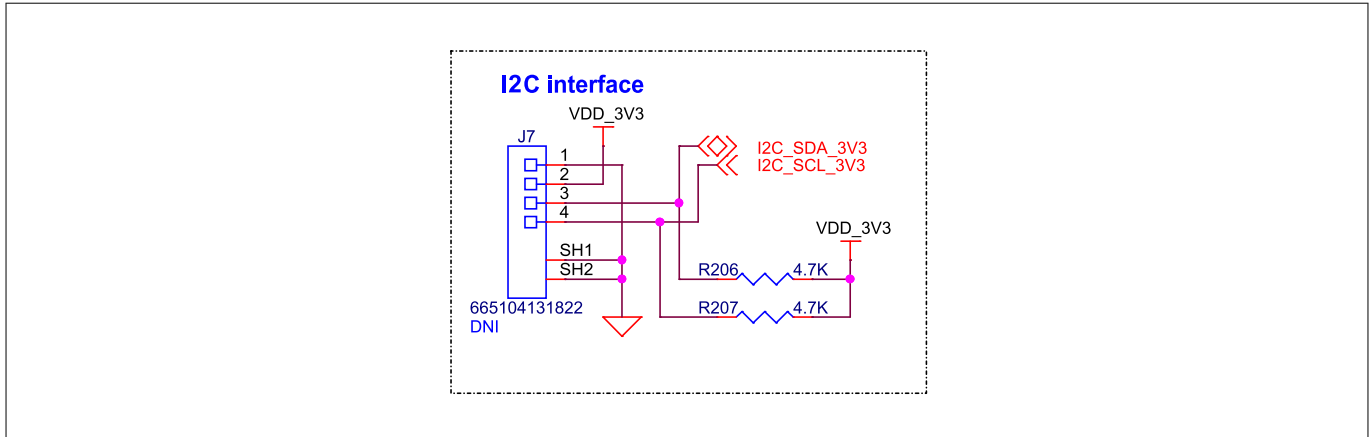 I2C interface
VDD_3V3
J7
1
2
3
4
SH1
SH2
665104131822
DNI
I2C_SDA_3V3
I2C_SCL_3V3
VDD_3V3
R206 4.7K
R207 4.7K